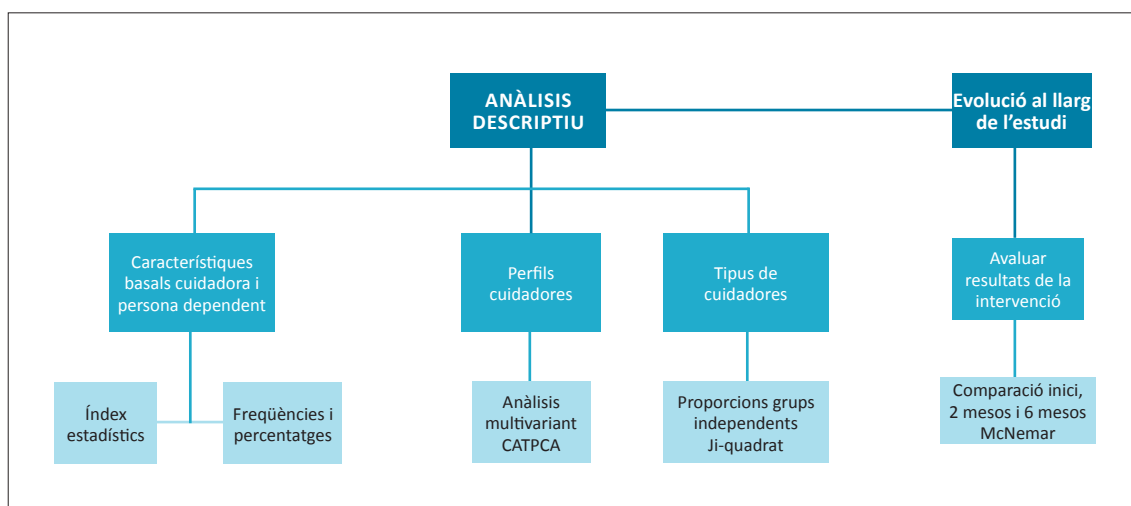 ANÀLISIS
DESCRIPTIU
Evolució al llarg
de l’estudi
Característiques
basals cuidadora i
persona dependent
Perfils
cuidadores
Tipus de
cuidadores
Avaluar
resultats de la
intervenció
Índex
estadístics
Freqüències i
percentatges
Anàlisis
multivariant
CATPCA
Proporcions grups
independents
Ji-quadrat
Comparació inici,
2 mesos i 6 mesos
McNemar